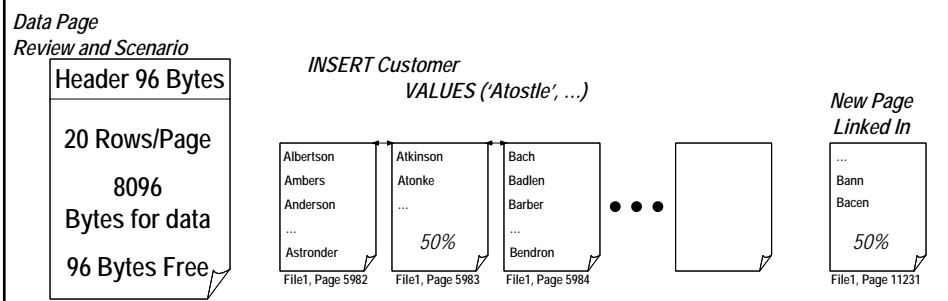 Data Page
Review and Scenario
Header 96 Bytes
20 Rows/Page
8096
Bytes for data
96 Bytes Free
INSERT Customer
VALUES ('Atostle', ...)
Albertson
Ambers
Anderson
...
Astronder
File1, Page 5982
Atkinson
Atonke
...
50%
File1, Page 5983
Bach
Badlen
Barber
...
Bendron
File1, Page 5984
New Page
Linked In
...
Bann
Bacen
50%
File1, Page 11231